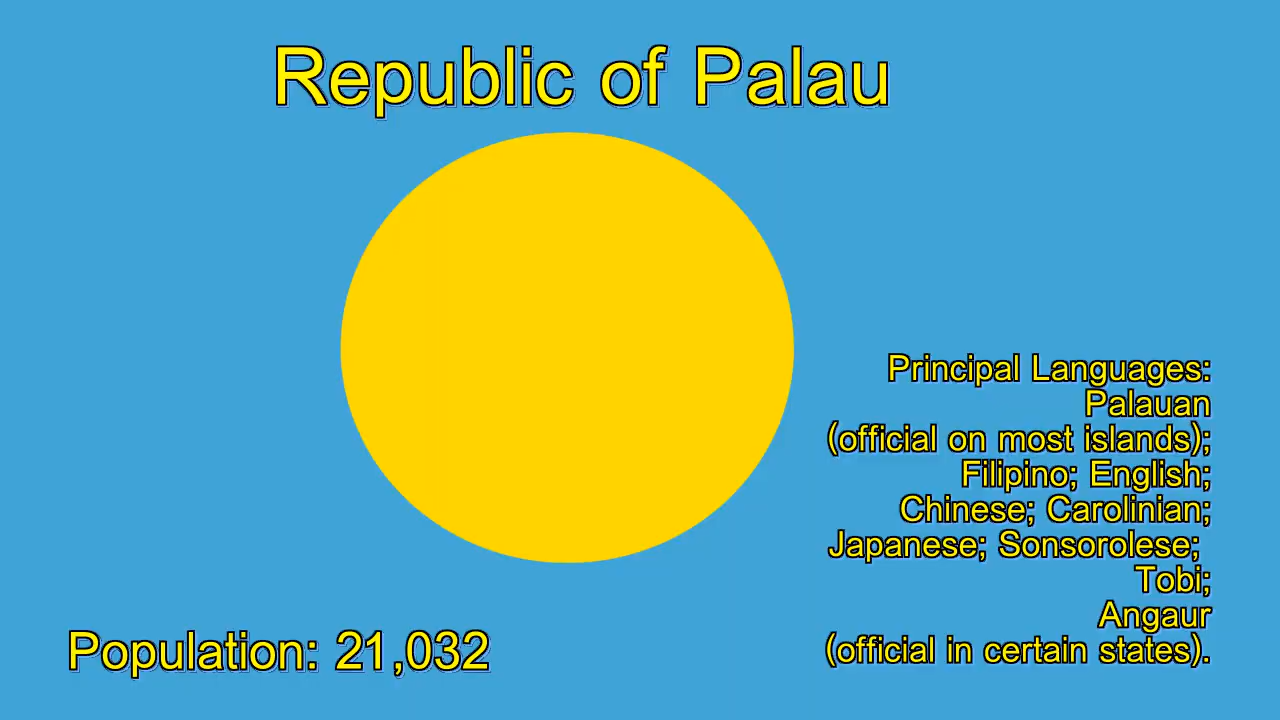 Republic of Palau
Principal Languages:
Palauan
(official on most islands);
Filipino; English;
Chinese; Carolinian;
Japanese; Sonsorolese;
Tobi;
Angaur
(official in certain states).
Population: 21,032